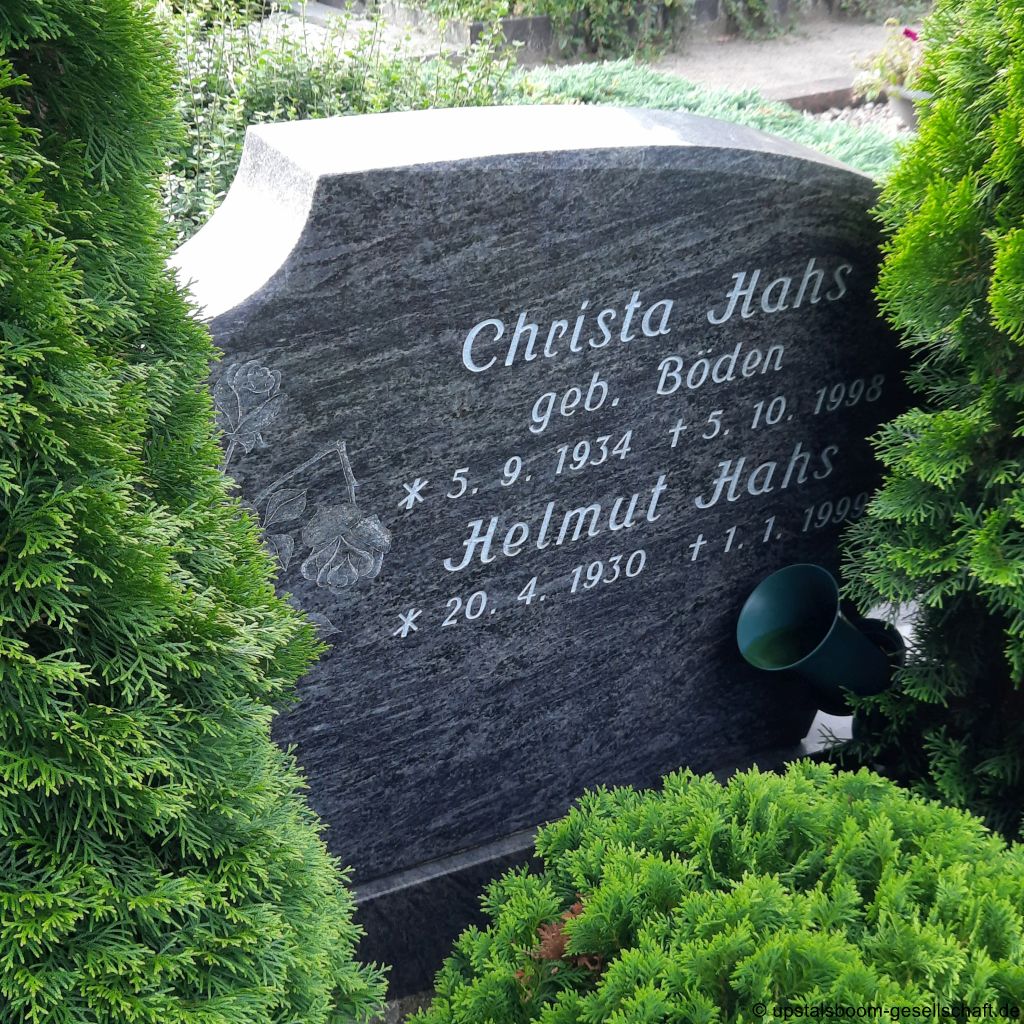 Christa Hahs
geb. Böden
* 5. 9. 1934 † 5. 10. 1998
Helmut Hahs
* 20. 4. 1930 † 1. 1. 1999
© upstalsboom-gesellschaft.de